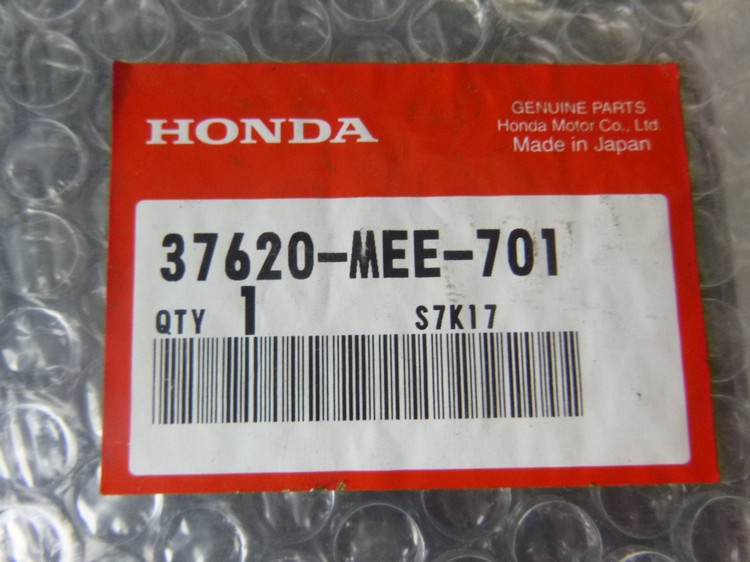 HONDA
GENUINE PARTS
Honda Motor Co., Ltd.
Made in Japan
37620-MEE-701
QTY 1 S7K17